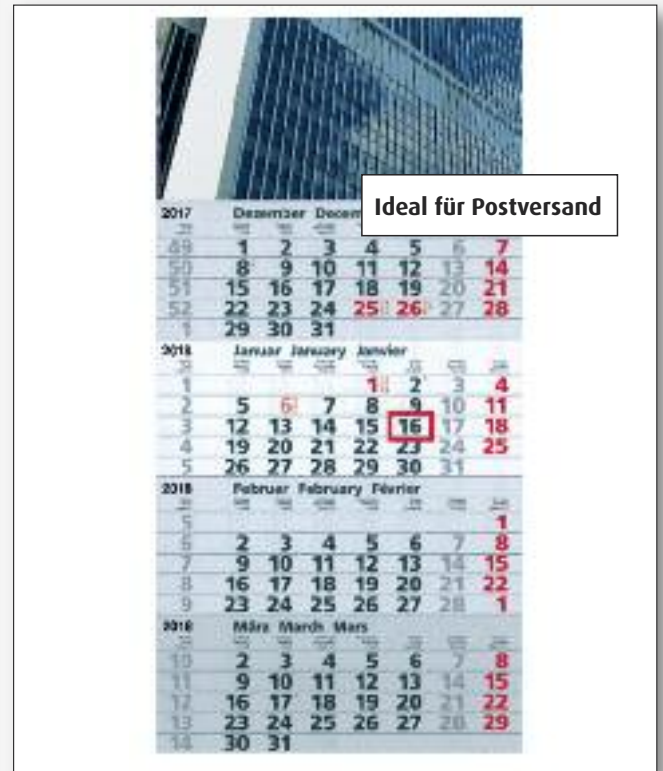 Ideal für Postversand
2017 Dezember Decem
49 1 2 3 4 5 6 7
50 8 9 10 11 12 13 14
51 15 16 17 18 19 20 21
52 22 23 24 25 26 27 28
1 29 30 31
2018 Januar January Janvier
1 1 2 3 4
2 5 6 7 8 9 10 11
3 12 13 14 15 16 17 18
4 19 20 21 22 23 24 25
5 26 27 28 29 30 31
2018 Februar February Février
5 1
6 2 3 4 5 6 7 8
7 9 10 11 12 13 14 15
8 16 17 18 19 20 21 22
9 23 24 25 26 27 28 1
2018 März March Mars
10 2 3 4 5 6 7 8
11 9 10 11 12 13 14 15
12 16 17 18 19 20 21 22
13 23 24 25 26 27 28 29
14 30 31